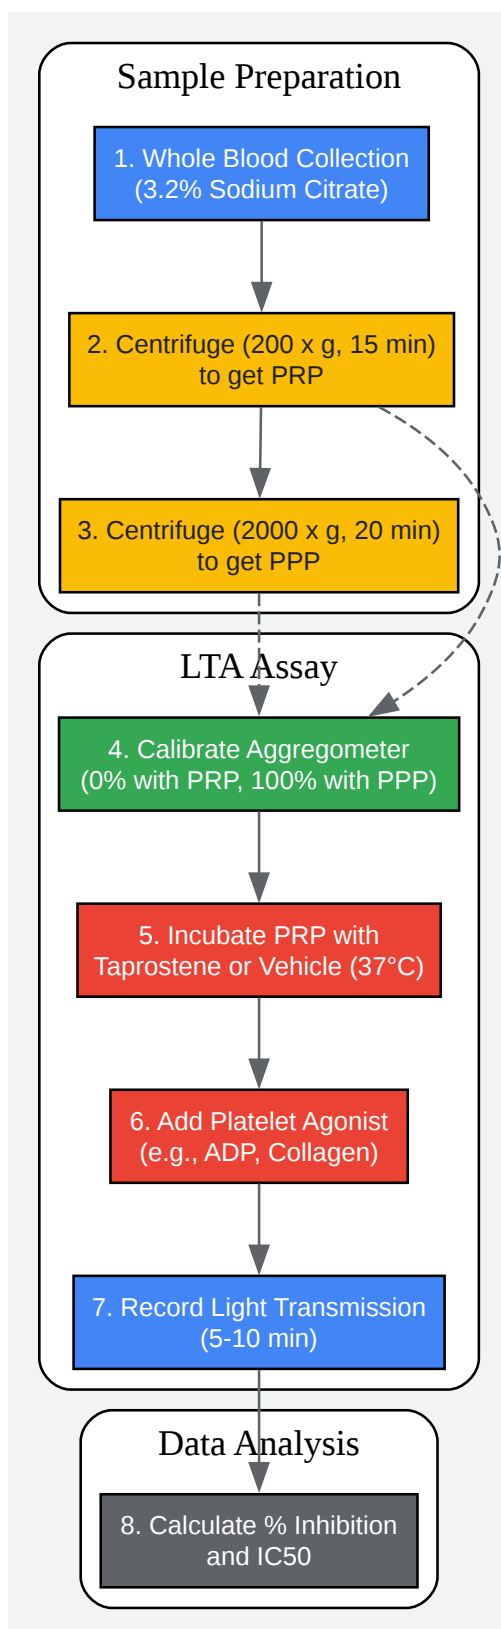 Sample Preparation
1. Whole Blood Collection
(3.2% Sodium Citrate)
2. Centrifuge (200 x g, 15 min)
to get PRP
3. Centrifuge (2000 x g, 20 min)
to get PPP
LTA Assay
4. Calibrate Aggregometer
(0% with PRP, 100% with PPP)
5. Incubate PRP with
Taprostene or Vehicle (37°C)
6. Add Platelet Agonist
(e.g., ADP, Collagen)
7. Record Light Transmission
(5-10 min)
Data Analysis
8. Calculate % Inhibition
and IC50